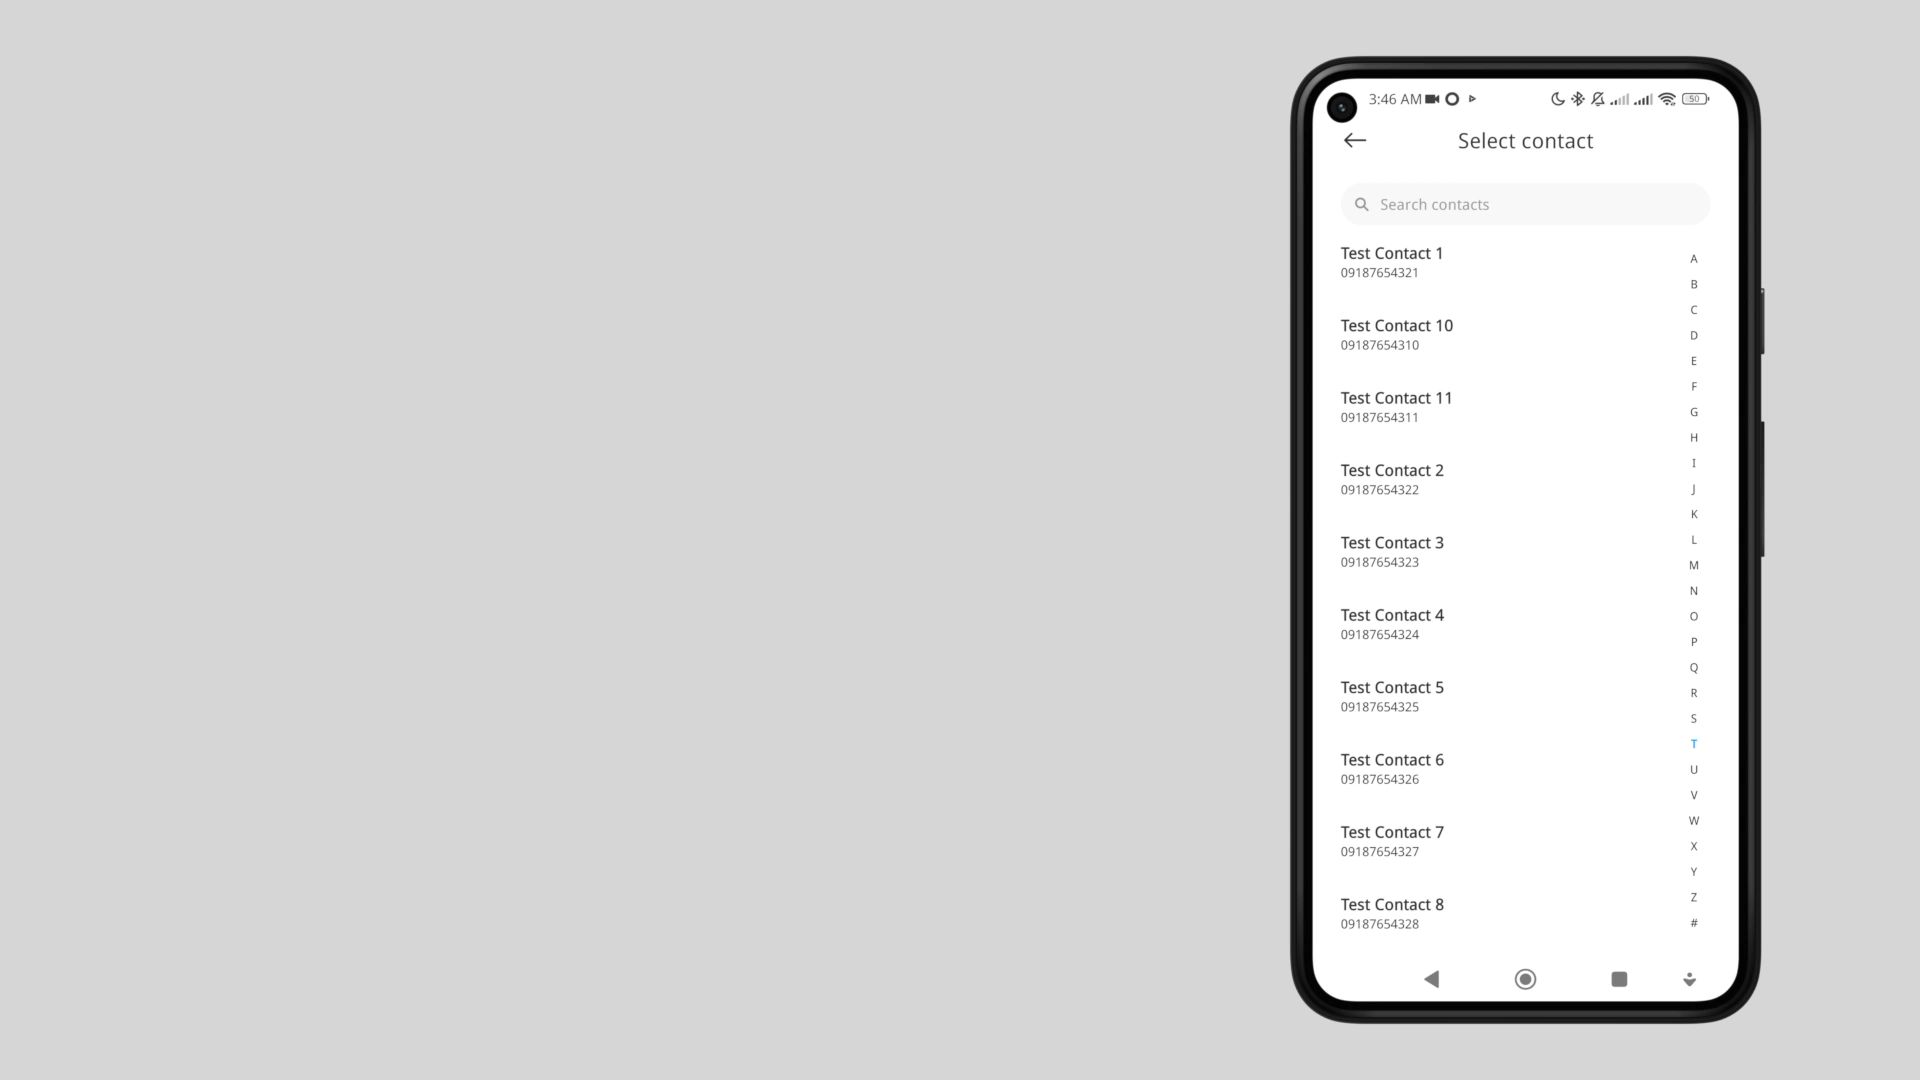 3:46 AM 50
Select contact
Search contacts
Test Contact 1
09187654321
Test Contact 10
09187654310
Test Contact 11
09187654311
Test Contact 2
09187654322
Test Contact 3
09187654323
Test Contact 4
09187654324
Test Contact 5
09187654325
Test Contact 6
09187654326
Test Contact 7
09187654327
Test Contact 8
09187654328
A
B
C
D
E
F
G
H
I
J
K
L
M
N
O
P
Q
R
S
T
U
V
W
X
Y
Z
#